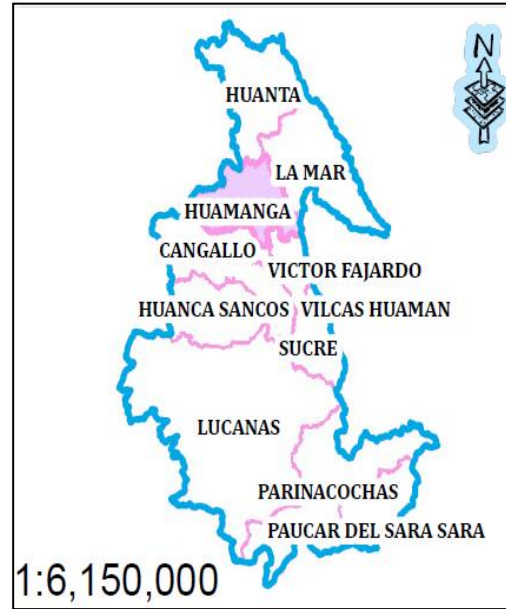 N
HUANTA
LA MAR
HUAMANGA
CANGALLO
VICTOR FAJARDO
HUANCA SANCOS
VILCAS HUAMAN
SUCRE
LUCANAS
PARINACOCHAS
PAUCAR DEL SARA SARA
1:6,150,000